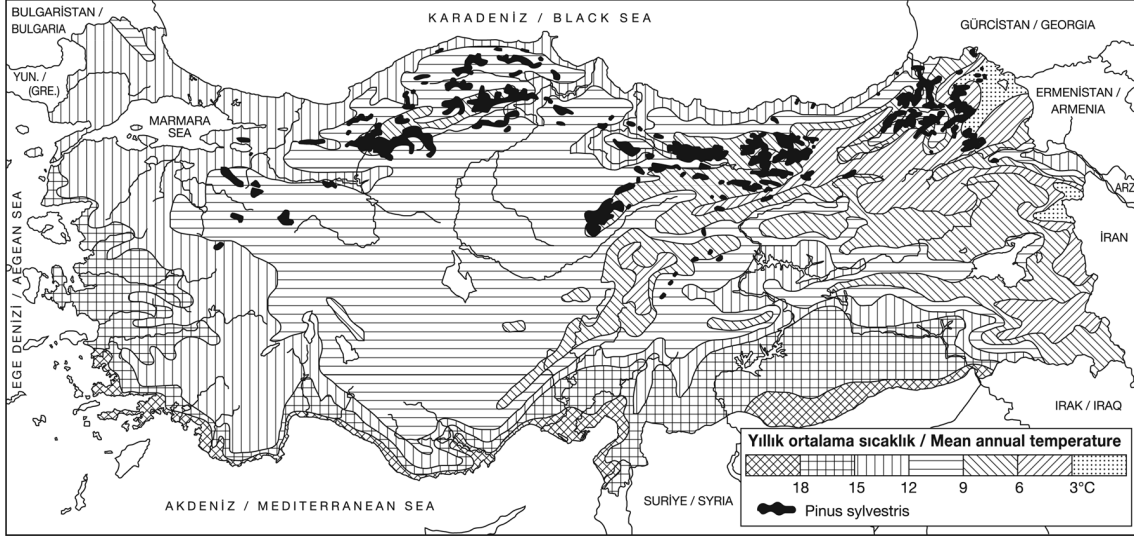 BULGARİSTAN /
BULGARIA
KARADENİZ / BLACK SEA
GÜRCİSTAN / GEORGIA
YUN. /
(GRE.)
MARMARA
SEA
ERMENİSTAN /
ARMENIA
ARZ
EGE DENİZİ / AEGEAN SEA
İRAN
IRAK / IRAQ
AKDENİZ / MEDITERRANEAN SEA
SURİYE / SYRIA
Yıllık ortalama sıcaklık / Mean annual temperature
18 15 12 9 6 3°C
Pinus sylvestris